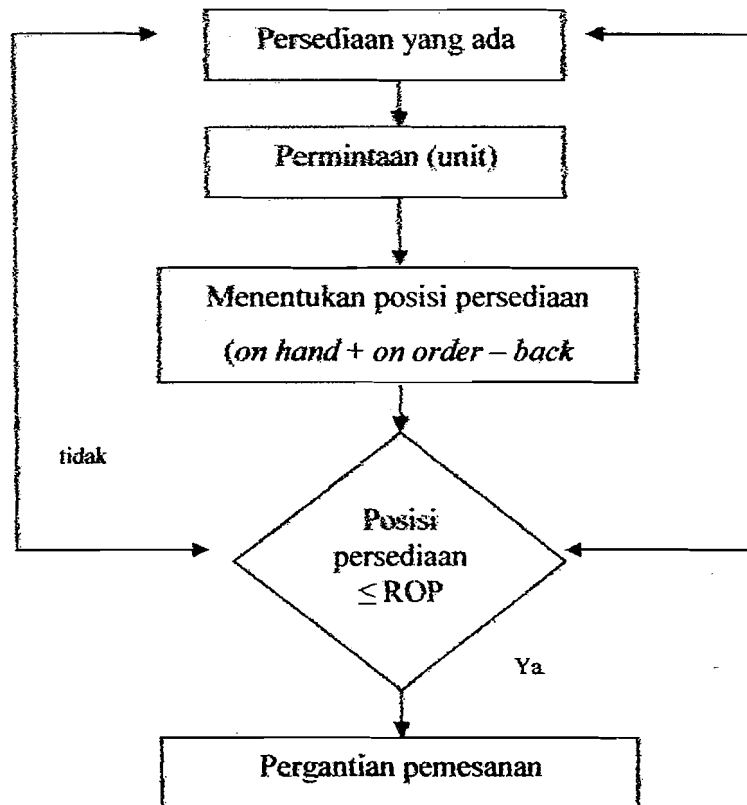 Persediaan yang ada
Permintaan (unit)
Menentukan posisi persediaan
(on hand + on order – back
tidak
Posisi
persediaan
≤ ROP
Ya
Pergantian pemesanan